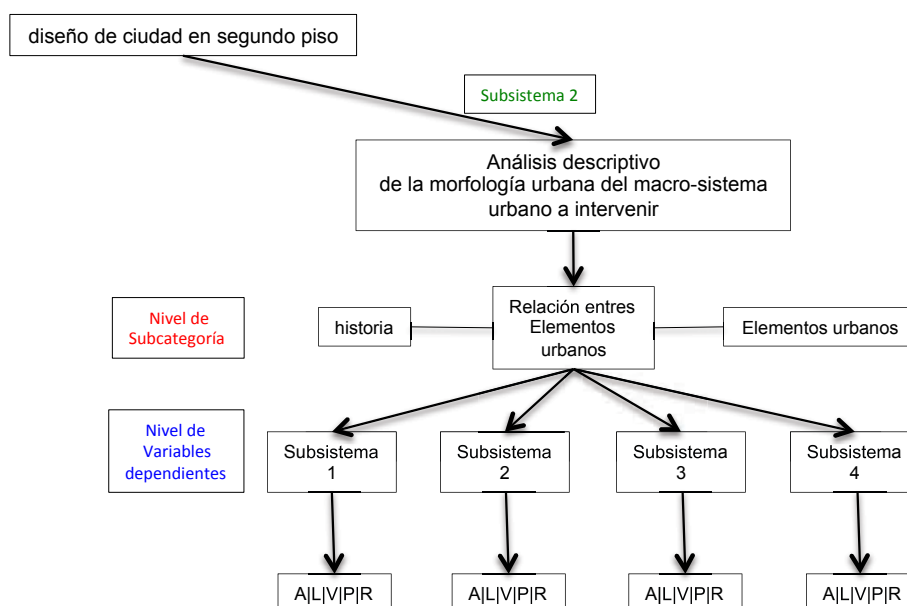 diseño de ciudad en segundo piso
Subsistema 2
Análisis descriptivo
de la morfología urbana del macro-sistema
urbano a intervenir
Nivel de
Subcategoría
historia
Relación entres
Elementos
urbanos
Elementos urbanos
Nivel de
Variables
dependientes
Subsistema
1
Subsistema
2
Subsistema
3
Subsistema
4
A|L|V|P|R
A|L|V|P|R
A|L|V|P|R
A|L|V|P|R